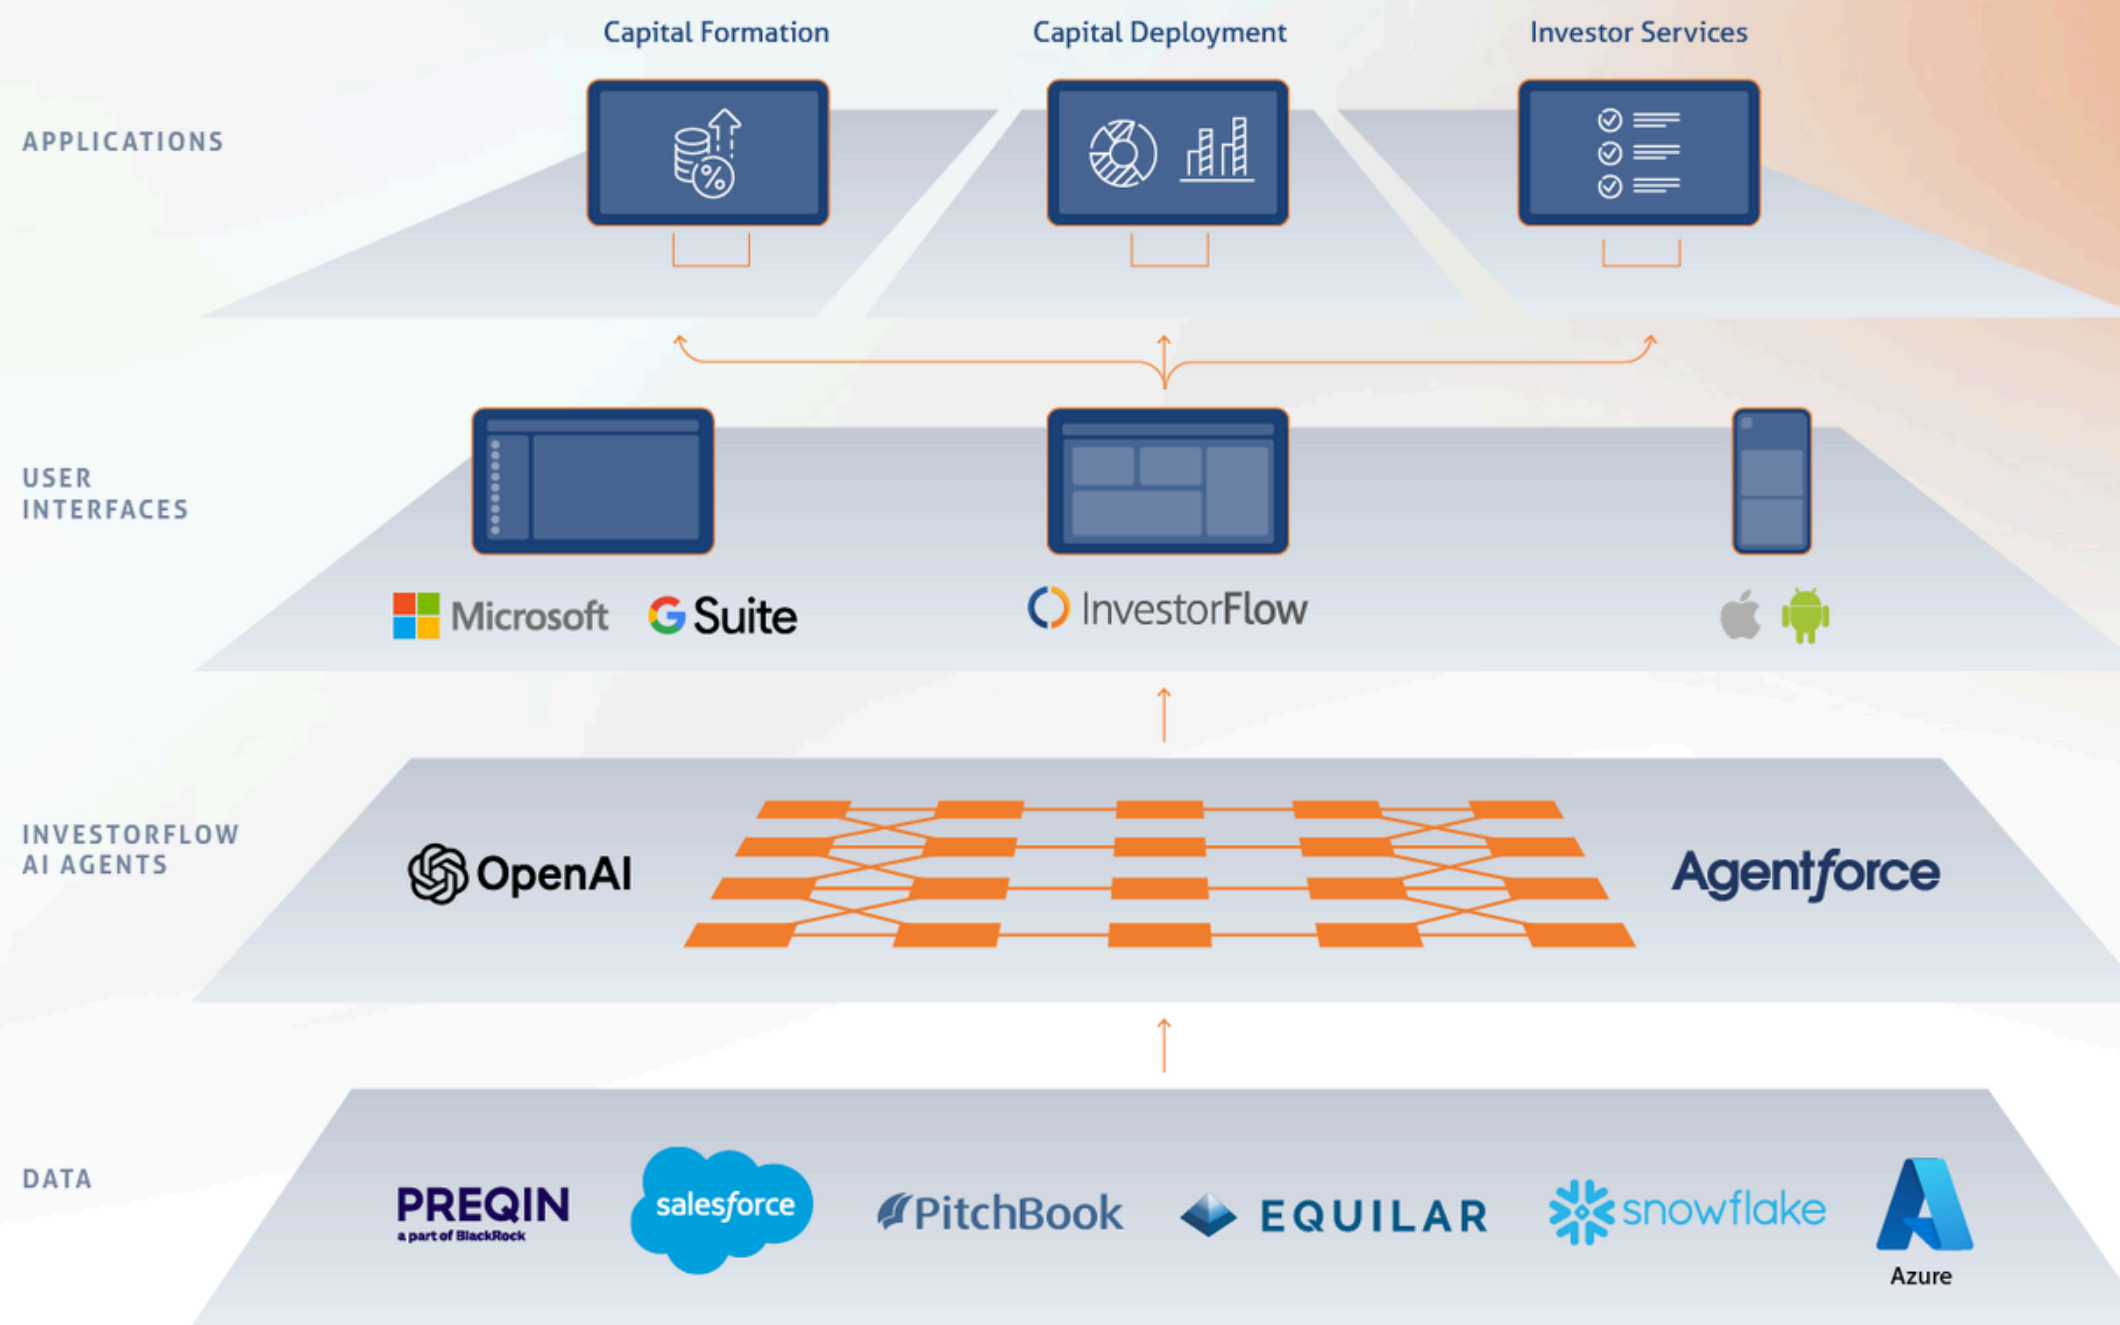 Capital Formation
Capital Deployment
Investor Services
APPLICATIONS
USER
INTERFACES
Microsoft
G Suite
InvestorFlow
INVESTORFLOW
AI AGENTS
OpenAI
Agentforce
DATA
PREQIN
a part of BlackRock
salesforce
PitchBook
EQUILAR
snowflake
Azure